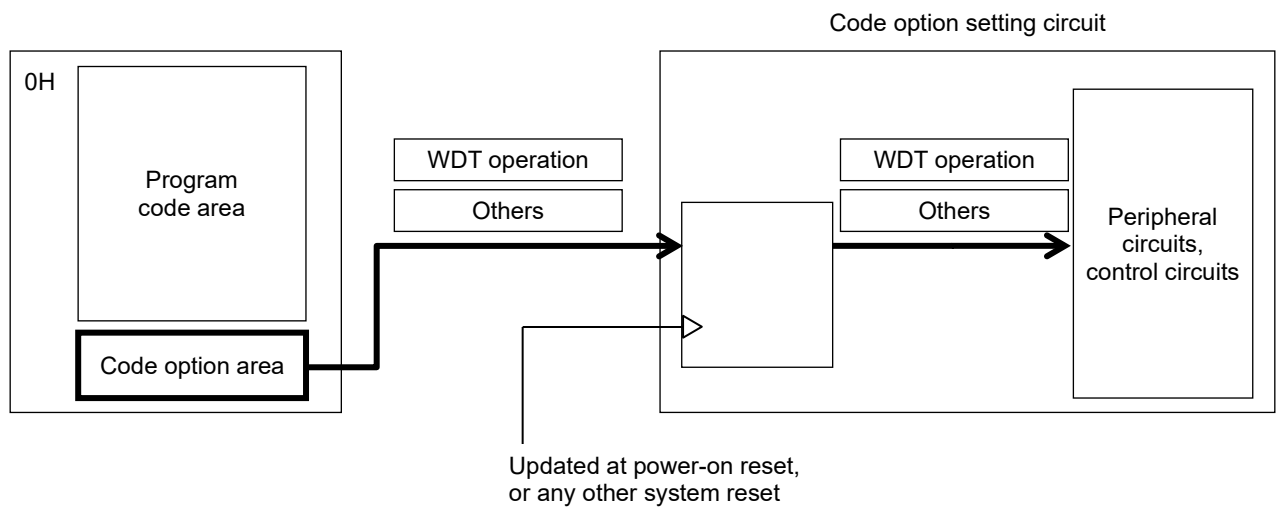 Code option setting circuit
0H
Program
code area
Code option area
WDT operation
Others
WDT operation
Others
Peripheral
circuits,
control circuits
Updated at power-on reset,
or any other system reset